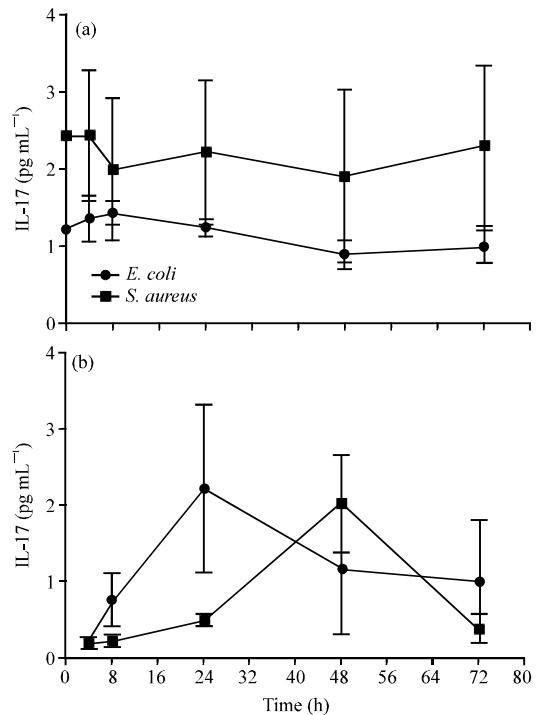 (a)
IL-17 (pg mL⁻¹)
4
3
2
1
0
E. coli
S. aureus
(b)
IL-17 (pg mL⁻¹)
4
3
2
1
0
0 8 16 24 32 40 48 56 64 72 80
Time (h)